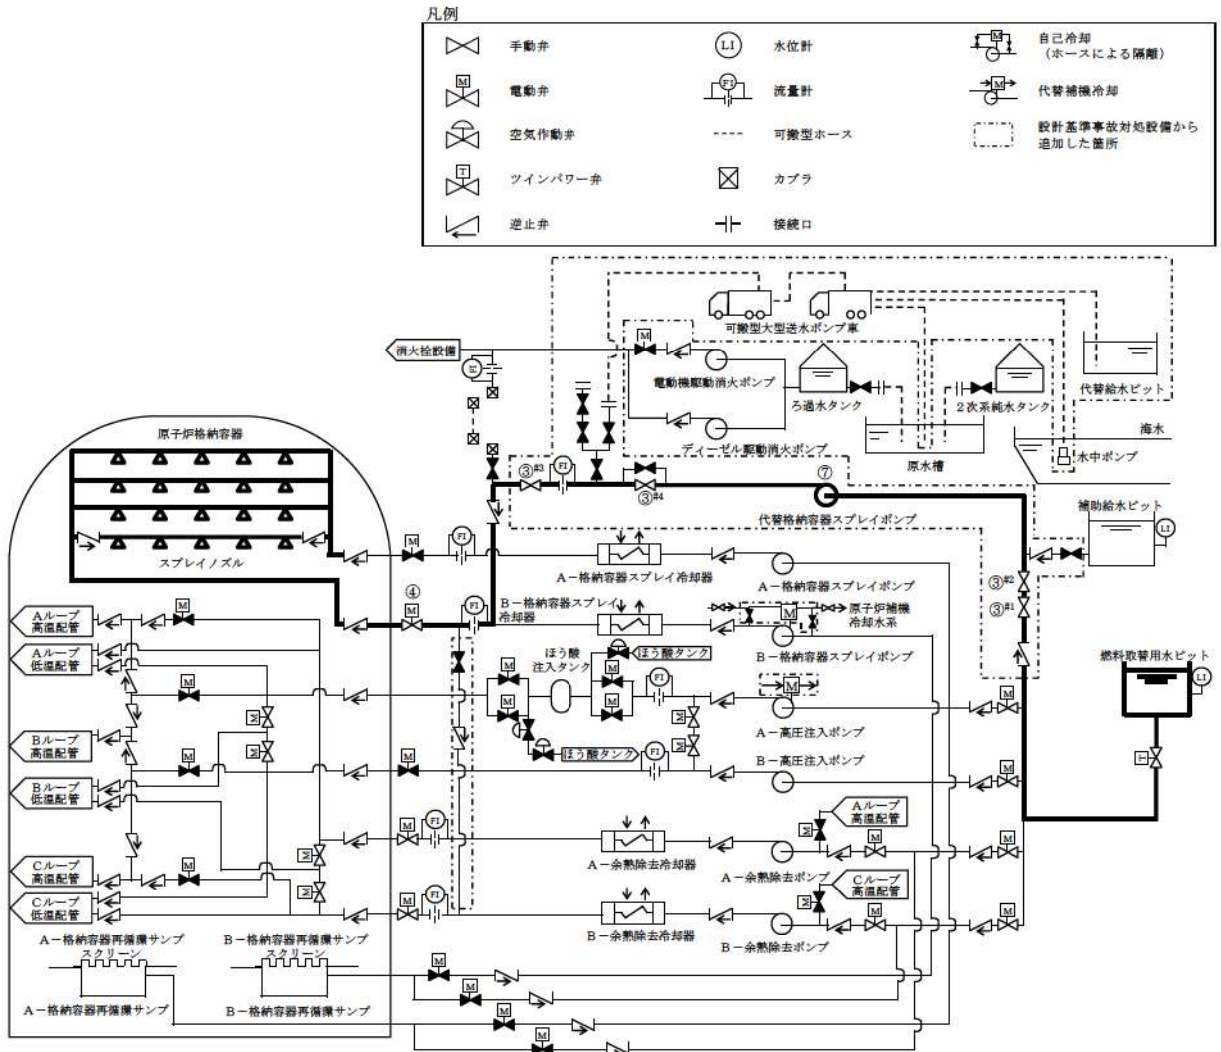 凡例
手動弁
電動弁
空気作動弁
ツインパワー弁
逆止弁
LI
水位計
FI
流量計
可搬型ホース
カプラ
接続口
自己冷却
(ホースによる隔離)
代替補機冷却
設計基準事故対処設備から
追加した箇所
M
T
消火栓設備
可搬型大型送水ポンプ車
電動機駆動消火ポンプ
ろ過水タンク
2次系純水タンク
代替給水ピット
ディーゼル駆動消火ポンプ
原水槽
海水
水中ポンプ
原子炉格納容器
スプレイノズル
③#3
③#4
⑦
代替格納容器スプレイポンプ
補助給水ピット
③#2
③#1
④
A-格納容器スプレイ冷却器
A-格納容器スプレイポンプ
B-格納容器スプレイ
冷却器
原子炉補機
冷却水系
B-格納容器スプレイポンプ
燃料取替用水ピット
Aループ
高温配管
Aループ
低温配管
Bループ
高温配管
Bループ
低温配管
Cループ
高温配管
Cループ
低温配管
ほう酸
注入タンク
ほう酸タンク
ほう酸タンク
A-高圧注入ポンプ
B-高圧注入ポンプ
Aループ
高温配管
A-余熱除去冷却器
A-余熱除去ポンプ
Cループ
高温配管
B-余熱除去冷却器
B-余熱除去ポンプ
A-格納容器再循環サンプ
スクリーン
B-格納容器再循環サンプ
スクリーン
A-格納容器再循環サンプ
B-格納容器再循環サンプ